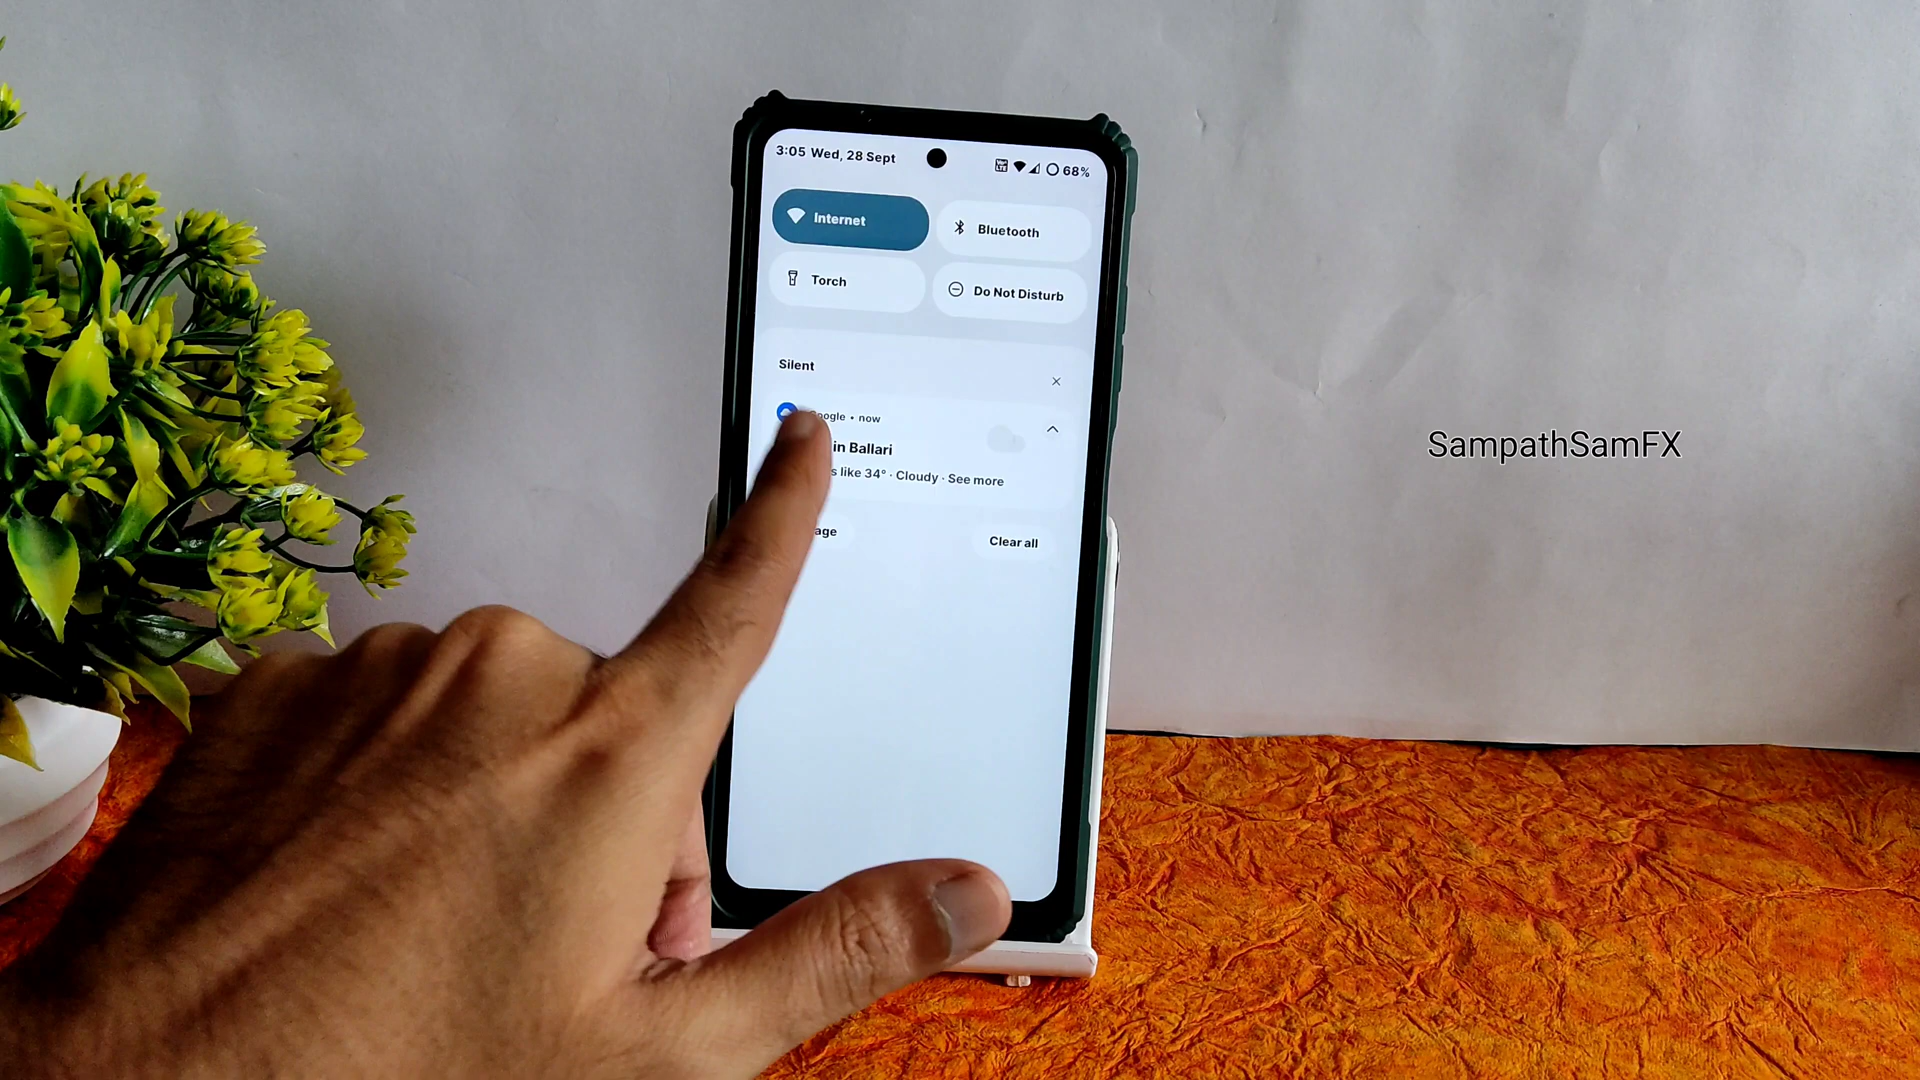 3:05 Wed, 28 Sept
68%
Internet
Bluetooth
Torch
Do Not Disturb
Silent
now
in Ballari
like 34° · Cloudy · See more
Clear all
SampathSamFX